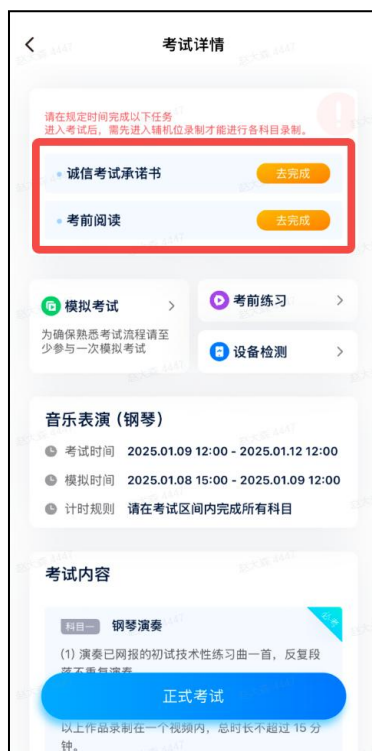 考试详情
请在规定时间完成以下任务
进入考试后，需先进入辅机位录制才能进行各科目录制。
诚信考试承诺书
去完成
考前阅读
去完成
模拟考试
为确保熟悉考试流程请至
少参与一次模拟考试
考前练习
设备检测
音乐表演（钢琴）
考试时间 2025.01.09 12:00 - 2025.01.12 12:00
模拟时间 2025.01.08 15:00 - 2025.01.09 12:00
计时规则 请在考试区间内完成所有科目
考试内容
科目一 钢琴演奏
必考
(1) 演奏已网报的初试技术性练习曲一首，反复段
落不重复演奏
正式考试
以上作品录制在一个视频内，总时长不超过 15 分
钟。